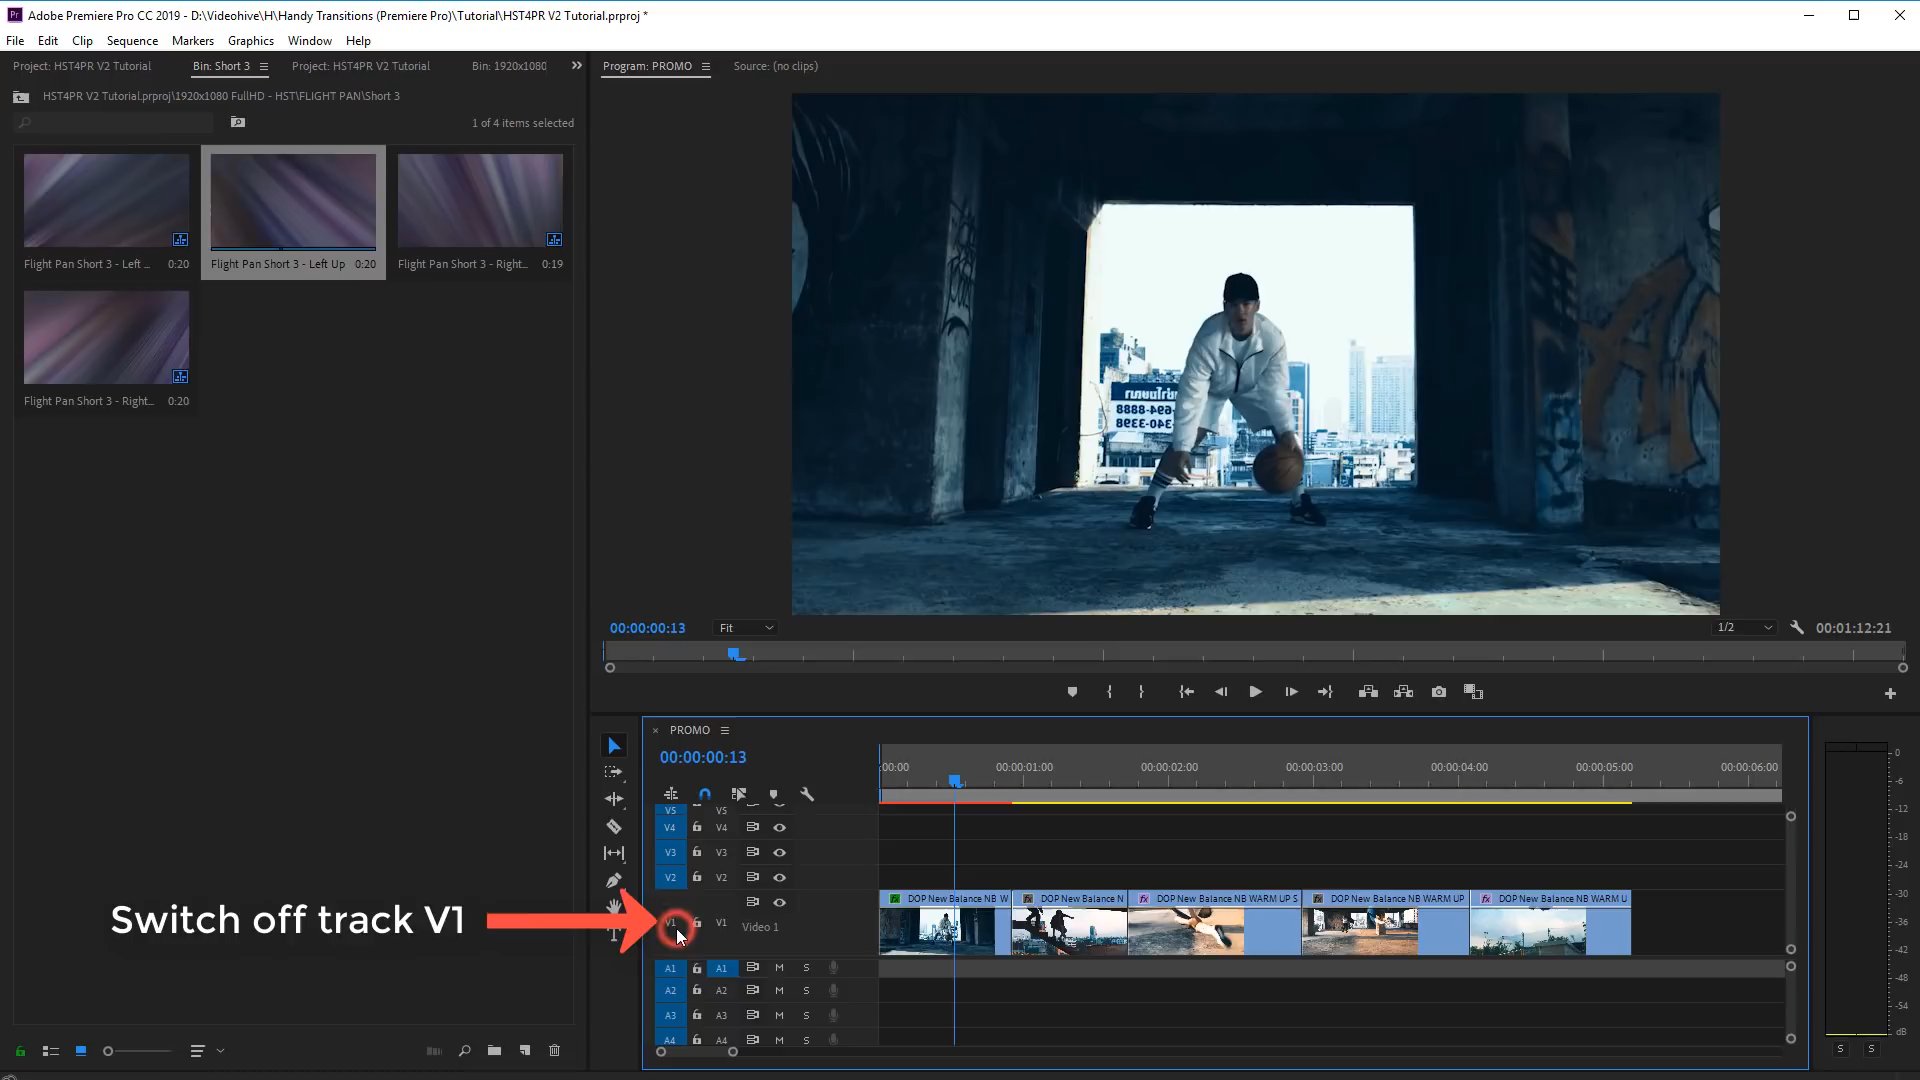 Adobe Premiere Pro CC 2019 - D:\Videohive\H\Handy Transitions (Premiere Pro)\Tutorial\HST4PR V2 Tutorial.prproj *
File Edit Clip Sequence Markers Graphics Window Help
Project: HST4PR V2 Tutorial Bin: Short 3 Project: HST4PR V2 Tutorial Bin: 1920x1080
HST4PR V2 Tutorial.prproj\1920x1080 FullHD - HST\FLIGHT PAN\Short 3
1 of 4 items selected
Flight Pan Short 3 - Left ... 0:20
Flight Pan Short 3 - Left Up 0:20
Flight Pan Short 3 - Right... 0:19
Flight Pan Short 3 - Right... 0:20
Program: PROMO Source: (no clips)
00:00:00:13 Fit 1/2 00:01:12:21
PROMO
00:00:00:13
:00:00 00:00:01:00 00:00:02:00 00:00:03:00 00:00:04:00 00:00:05:00 00:00:06:00
V5 V5
V4 V4
V3 V3
V2 V2
V1 V1 Video 1
fx DOP New Balance NB W
fx DOP New Balance N
fx DOP New Balance NB WARM UP S
fx DOP New Balance NB WARM UP
fx DOP New Balance NB WARM U
A1 A1 M S
A2 A2 M S
A3 A3 M S
A4 A4 M S
Switch off track V1
0
-6
-12
-18
-24
-30
-36
-42
-48
-54
dB
S S